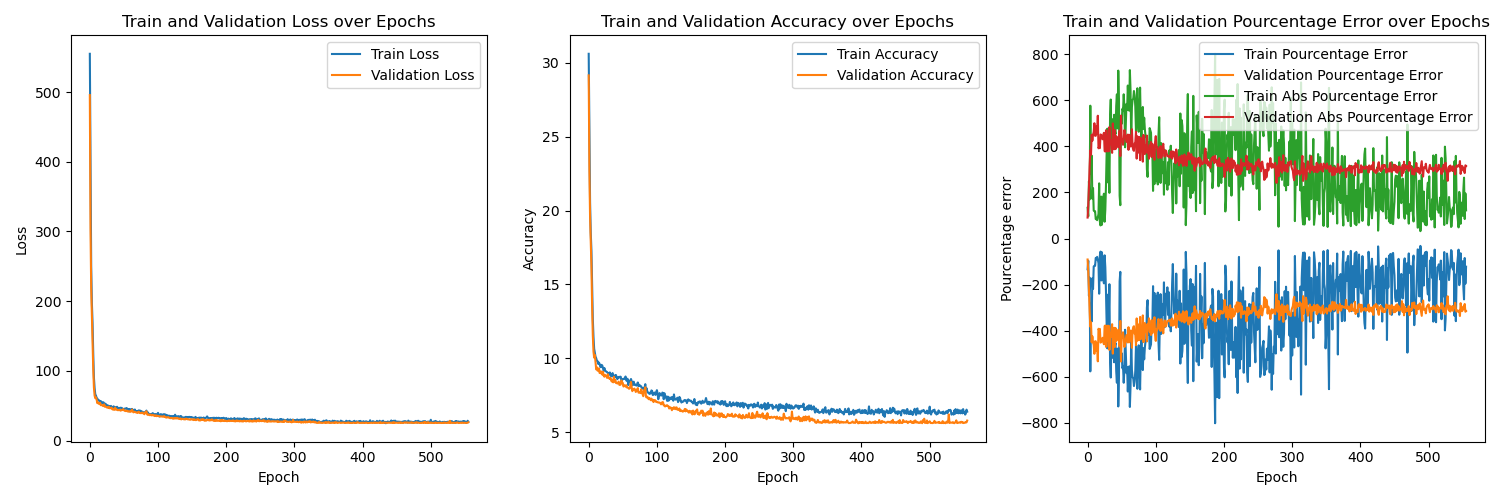 Train and Validation Loss over Epochs
Train Loss
Validation Loss
Loss
500
400
300
200
100
0
0 100 200 300 400 500
Epoch
Train and Validation Accuracy over Epochs
Train Accuracy
Validation Accuracy
Accuracy
30
25
20
15
10
5
0 100 200 300 400 500
Epoch
Train and Validation Pourcentage Error over Epochs
Train Pourcentage Error
Validation Pourcentage Error
Train Abs Pourcentage Error
Validation Abs Pourcentage Error
Pourcentage error
800
600
400
200
0
−200
−400
−600
−800
0 100 200 300 400 500
Epoch